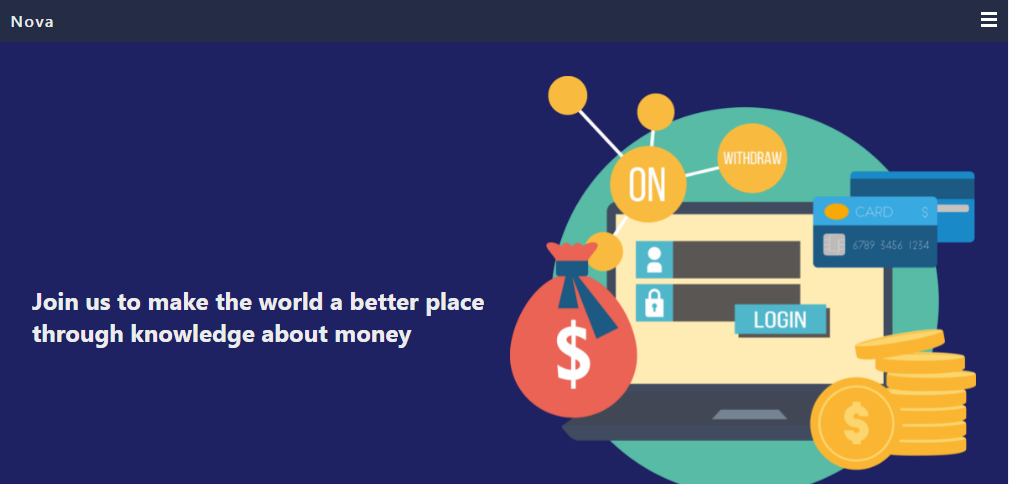 Nova
WITHDRAW
ON
CARD $
6789 3456 1234
Join us to make the world a better place
through knowledge about money
LOGIN
$
$